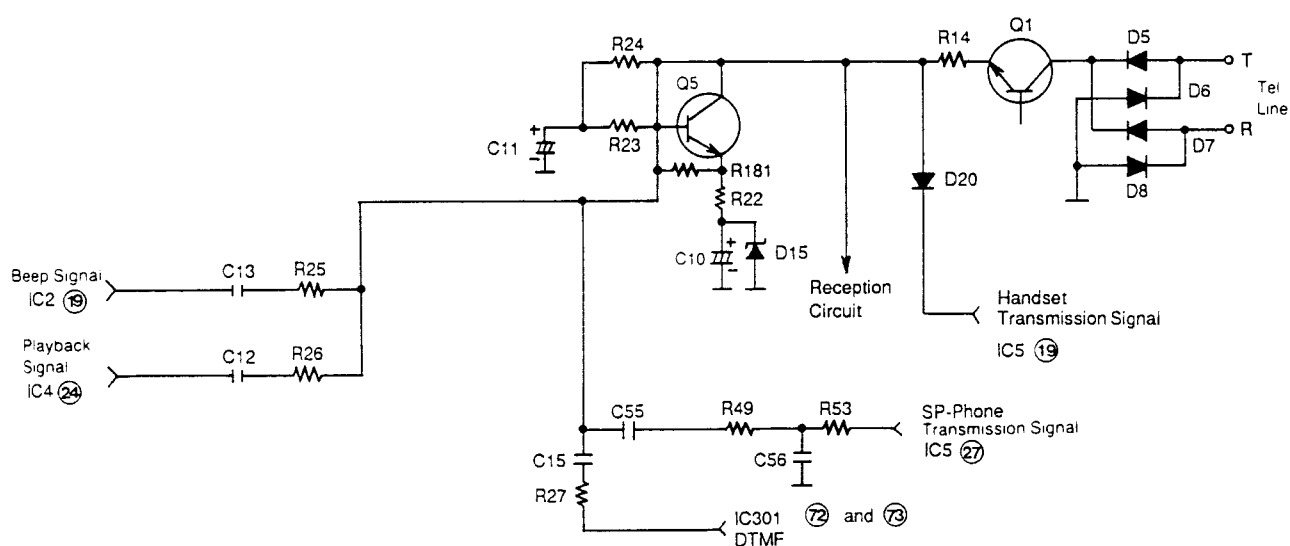 Q1
R24
R14
D5
T
Q5
D6
Tel
Line
C11
+
-
R23
R
D7
R181
D20
D8
R22
+
C10
-
D15
Beep Signal
IC2 19
C13
R25
Reception
Circuit
Handset
Transmission Signal
IC5 19
Playback
Signal
IC4 24
C12
R26
C55
R49
R53
SP-Phone
Transmission Signal
IC5 27
C15
C56
R27
IC301 72 and 73
DTMF